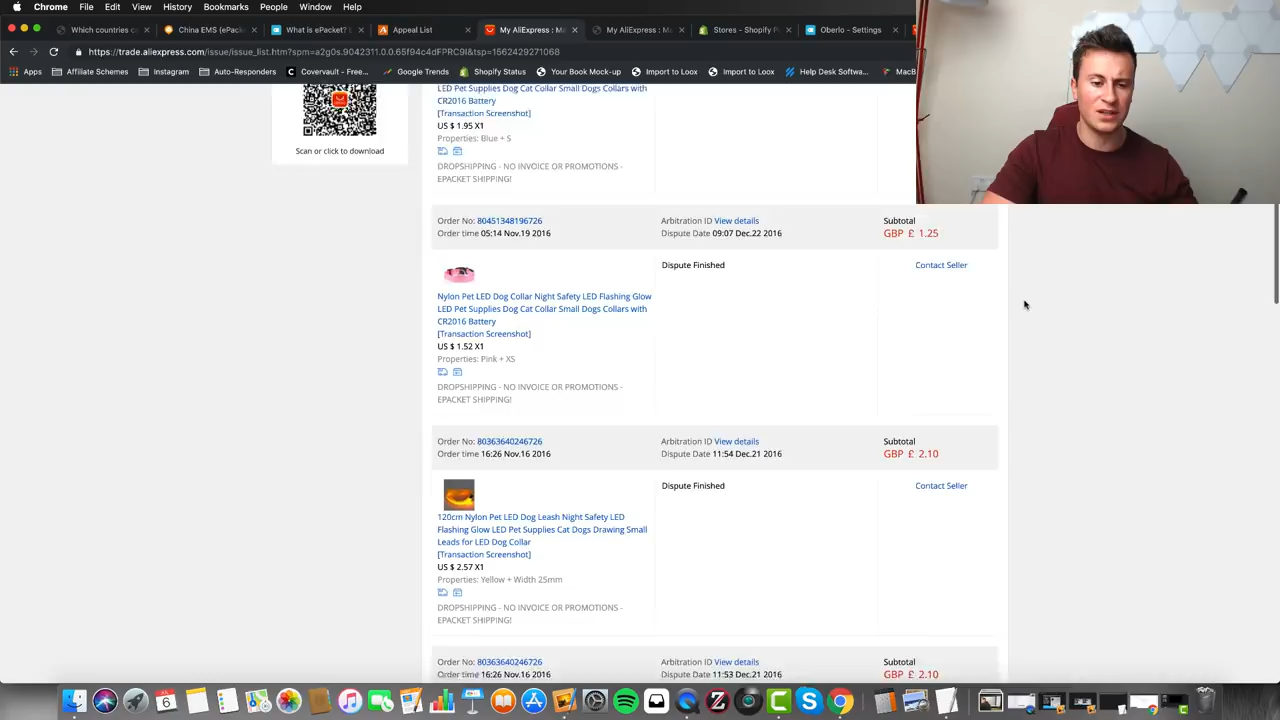 Chrome File Edit View History Bookmarks People Window Help
Which countries c China EMS (ePacket What is ePacket? E Appeal List My AliExpress : Ma My AliExpress : Ma Stores - Shopify P Oberlo - Settings
https://trade.aliexpress.com/issue/issue_list.htm?spm=a2g0s.9042311.0.0.65f94c4dFPRC9I&tsp=1562429271068
Apps Affiliate Schemes Instagram Auto-Responders Covervault - Free... Google Trends Shopify Status Your Book Mock-up Import to Loox Import to Loox Help Desk Softwa... MacB
Scan or click to download
LED Pet Supplies Dog Cat Collar Small Dogs Collars with
CR2016 Battery
[Transaction Screenshot]
US $ 1.95 X1
Properties: Blue + S
DROPSHIPPING - NO INVOICE OR PROMOTIONS -
EPACKET SHIPPING!
Order No: 80451348196726 Arbitration ID View details Subtotal
Order time 05:14 Nov.19 2016 Dispute Date 09:07 Dec.22 2016 GBP £ 1.25
Dispute Finished Contact Seller
Nylon Pet LED Dog Collar Night Safety LED Flashing Glow
LED Pet Supplies Dog Cat Collar Small Dogs Collars with
CR2016 Battery
[Transaction Screenshot]
US $ 1.52 X1
Properties: Pink + XS
DROPSHIPPING - NO INVOICE OR PROMOTIONS -
EPACKET SHIPPING!
Order No: 80363640246726 Arbitration ID View details Subtotal
Order time 16:26 Nov.16 2016 Dispute Date 11:54 Dec.21 2016 GBP £ 2.10
Dispute Finished Contact Seller
120cm Nylon Pet LED Dog Leash Night Safety LED
Flashing Glow LED Pet Supplies Cat Dogs Drawing Small
Leads for LED Dog Collar
[Transaction Screenshot]
US $ 2.57 X1
Properties: Yellow + Width 25mm
DROPSHIPPING - NO INVOICE OR PROMOTIONS -
EPACKET SHIPPING!
Order No: 80363640246726 Arbitration ID View details Subtotal
Order time 16:26 Nov.16 2016 Dispute Date 11:53 Dec.21 2016 GBP £ 2.10